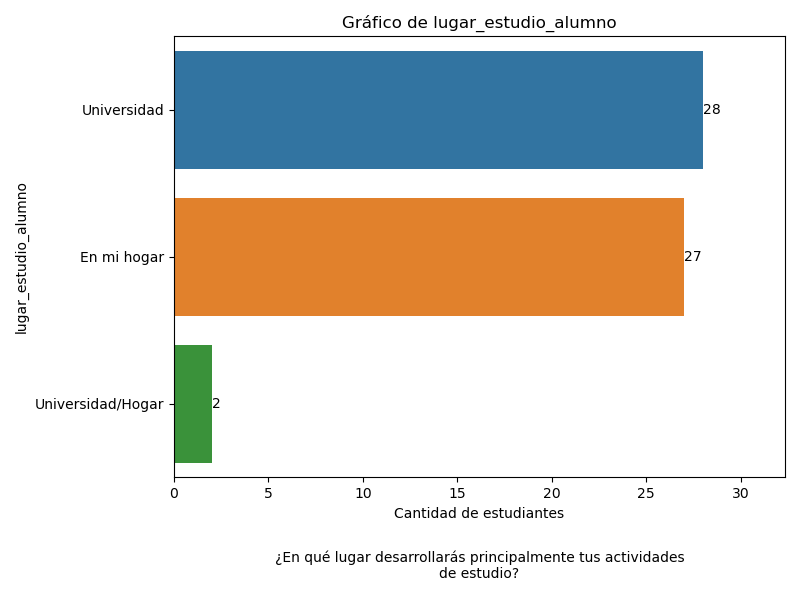 Gráfico de lugar_estudio_alumno
lugar_estudio_alumno
Universidad
28
En mi hogar
27
Universidad/Hogar
2
0 5 10 15 20 25 30
Cantidad de estudiantes
¿En qué lugar desarrollarás principalmente tus actividades
de estudio?